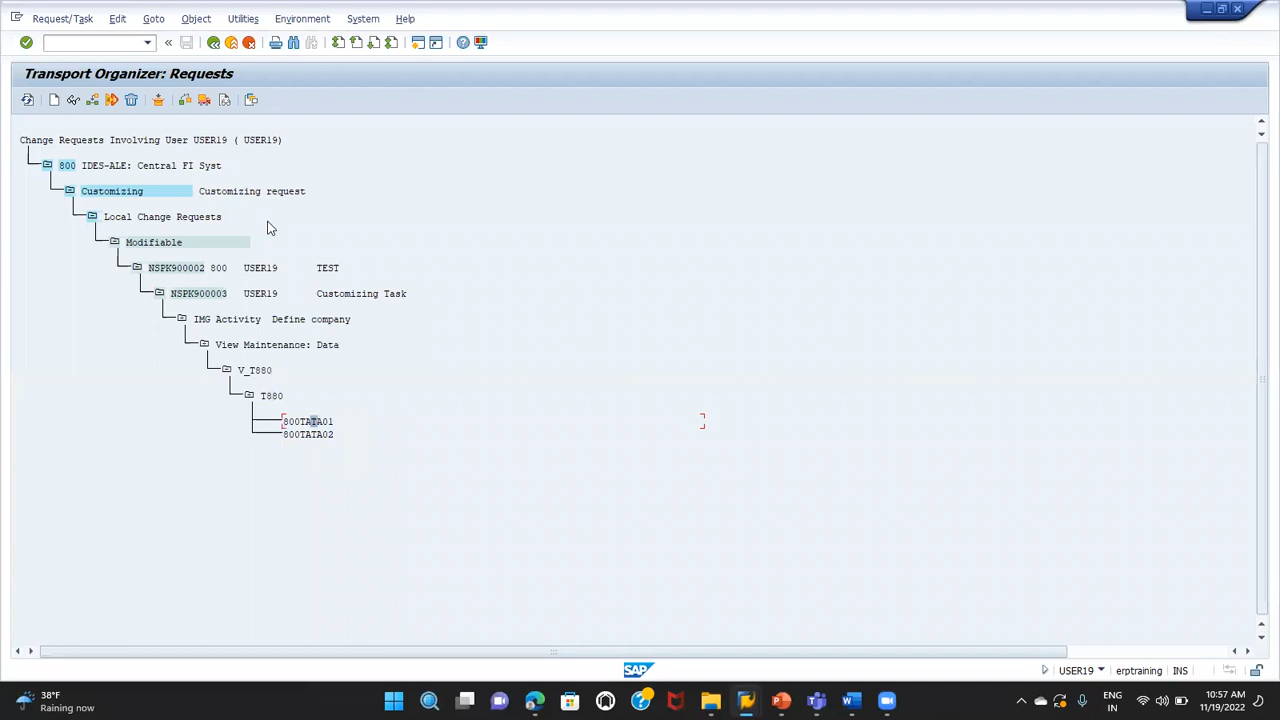 Request/Task Edit Goto Object Utilities Environment System Help
Transport Organizer: Requests
Change Requests Involving User USER19 ( USER19)
800 IDES-ALE: Central FI Syst
Customizing Customizing request
Local Change Requests
Modifiable
NSPK900002 800 USER19 TEST
NSPK900003 USER19 Customizing Task
IMG Activity Define company
View Maintenance: Data
V_T880
T880
800TATA01
800TATA02
SAP
USER19 erptraining INS
38°F
Raining now
ENG
IN
10:57 AM
11/19/2022